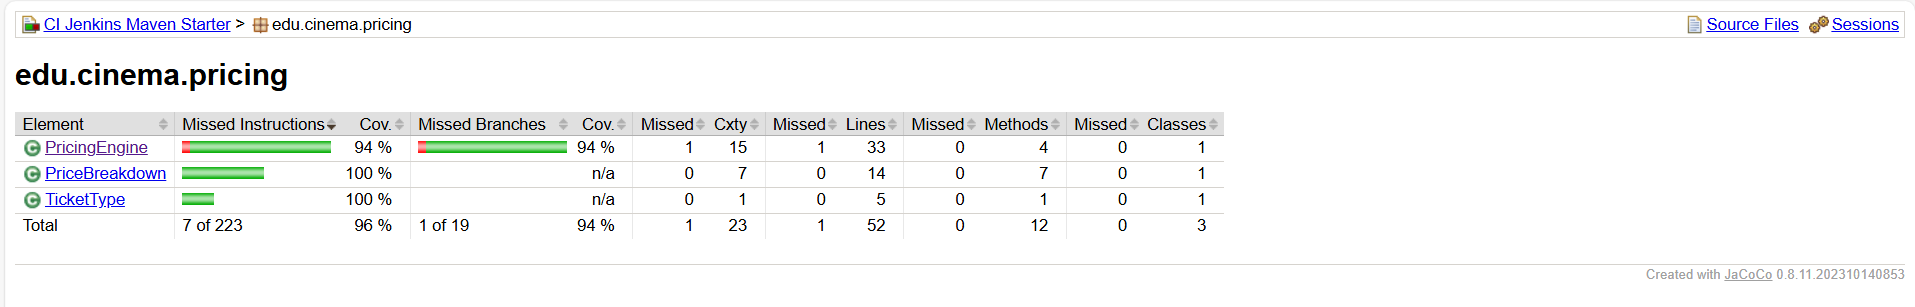 CI Jenkins Maven Starter > edu.cinema.pricing Source Files Sessions
edu.cinema.pricing
Element Missed Instructions Cov. Missed Branches Cov. Missed Cxty Missed Lines Missed Methods Missed Classes
PricingEngine 94 % 94 % 1 15 1 33 0 4 0 1
PriceBreakdown 100 % n/a 0 7 0 14 0 7 0 1
TicketType 100 % n/a 0 1 0 5 0 1 0 1
Total 7 of 223 96 % 1 of 19 94 % 1 23 1 52 0 12 0 3
Created with JaCoCo 0.8.11.202310140853